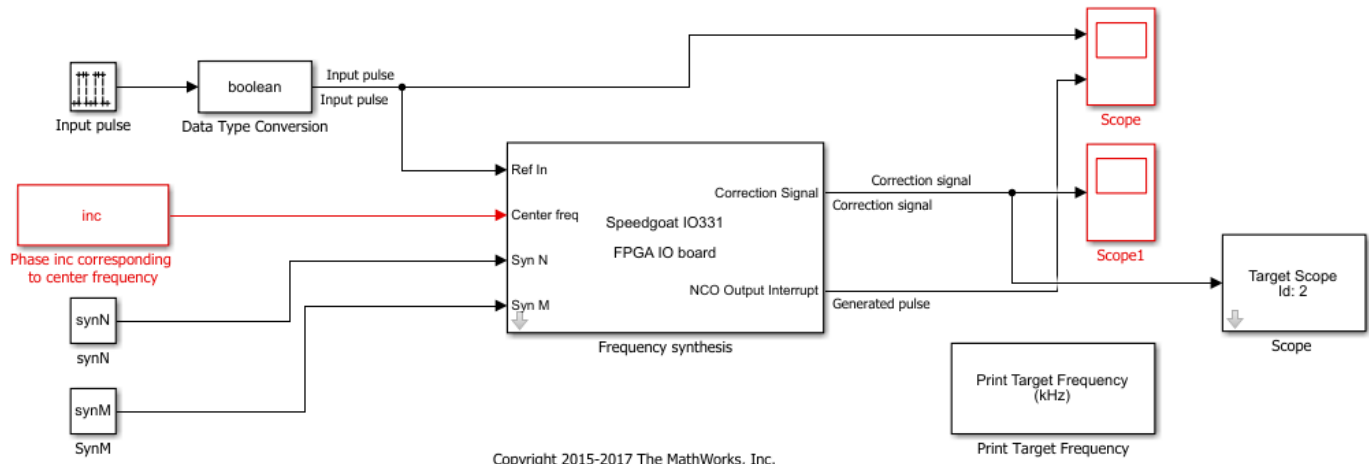 Input pulse
boolean
Data Type Conversion
Input pulse
Input pulse
Scope
inc
Phase inc corresponding
to center frequency
synN
synN
synM
SynM
Ref In
Center freq
Syn N
Syn M
Speedgoat IO331
FPGA IO board
Correction Signal
NCO Output Interrupt
Frequency synthesis
Correction signal
Correction signal
Generated pulse
Scope1
Target Scope
Id: 2
Scope
Print Target Frequency
(kHz)
Print Target Frequency
Copyright 2015-2017 The MathWorks, Inc.